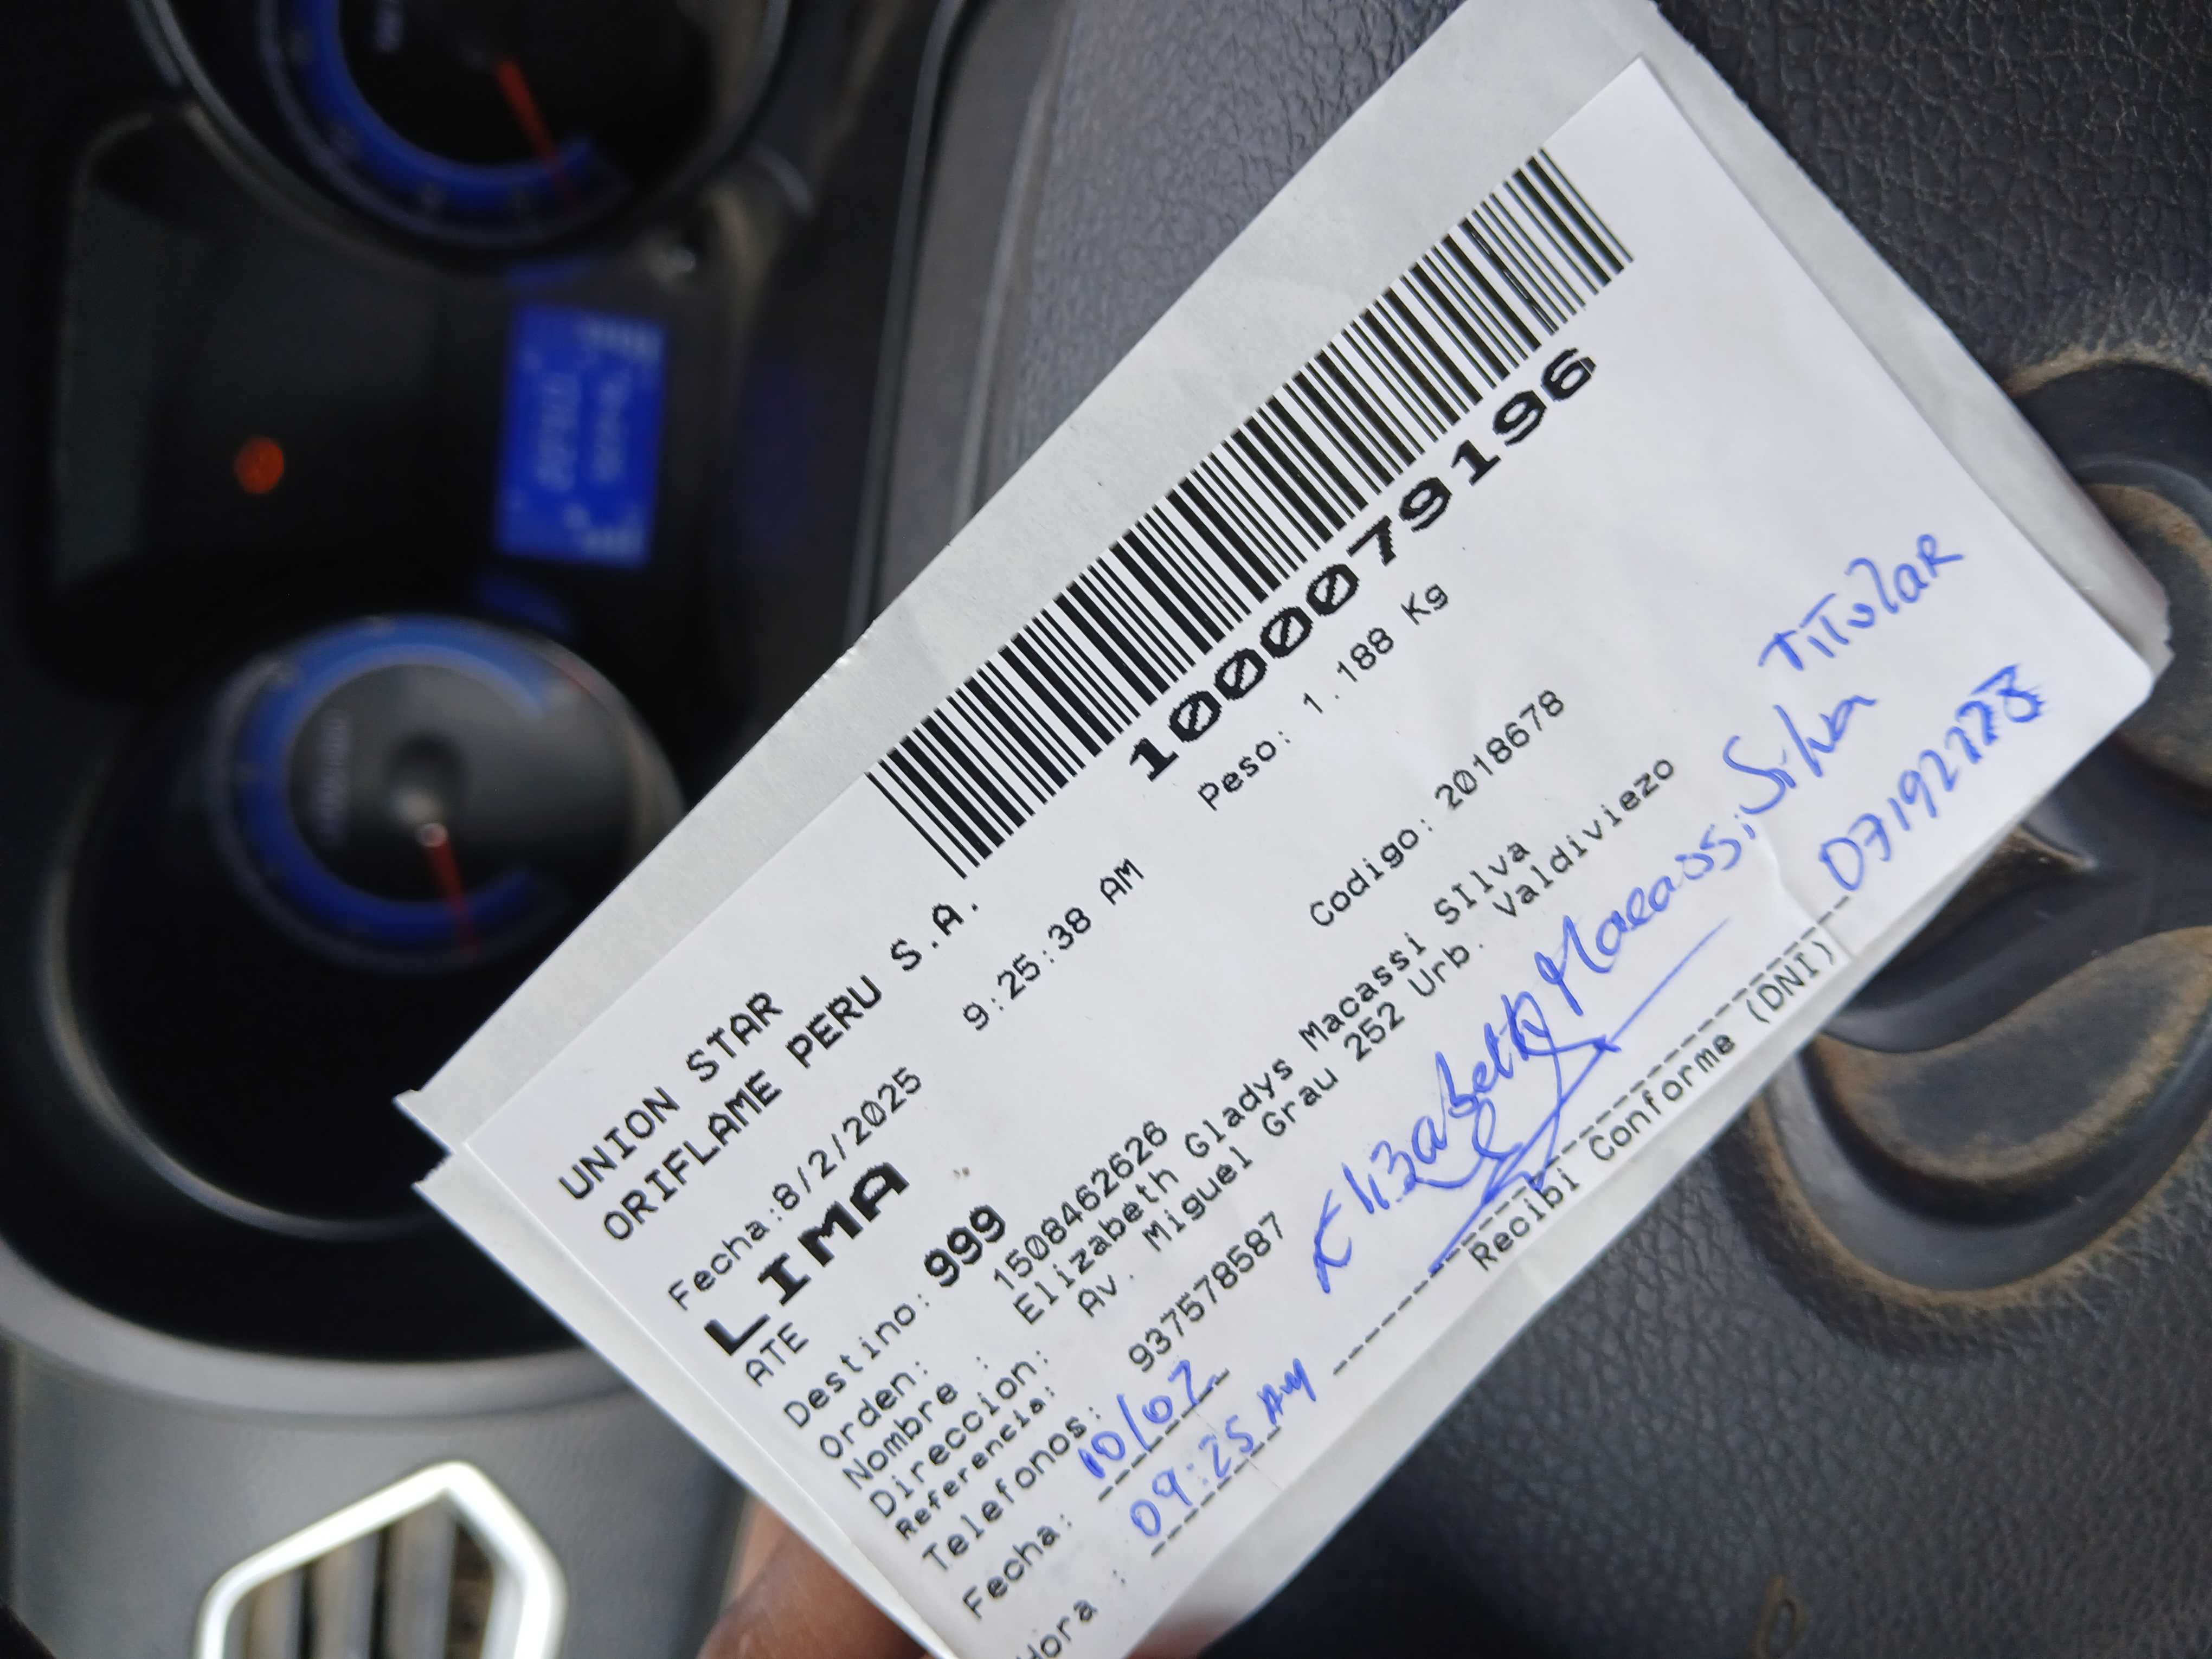 1000079196
UNION STAR
ORIFLAME PERU S.A.
Fecha:8/2/2025 9:25:38 AM Peso: 1.188 Kg
LIMA
ATE
Destino: 999 Codigo: 2018678
Orden: 1508462626
Nombre : Elizabeth Gladys Macassi SIlva
Direccion: Av. Miguel Grau 252 Urb. Valdiviezo
Referencia:
Telefonos: 937578587
Titular
Elizabeth Macassi Silva
Fecha: 10/02
Hora : 09:25 AM
Recibi Conforme (DNI)